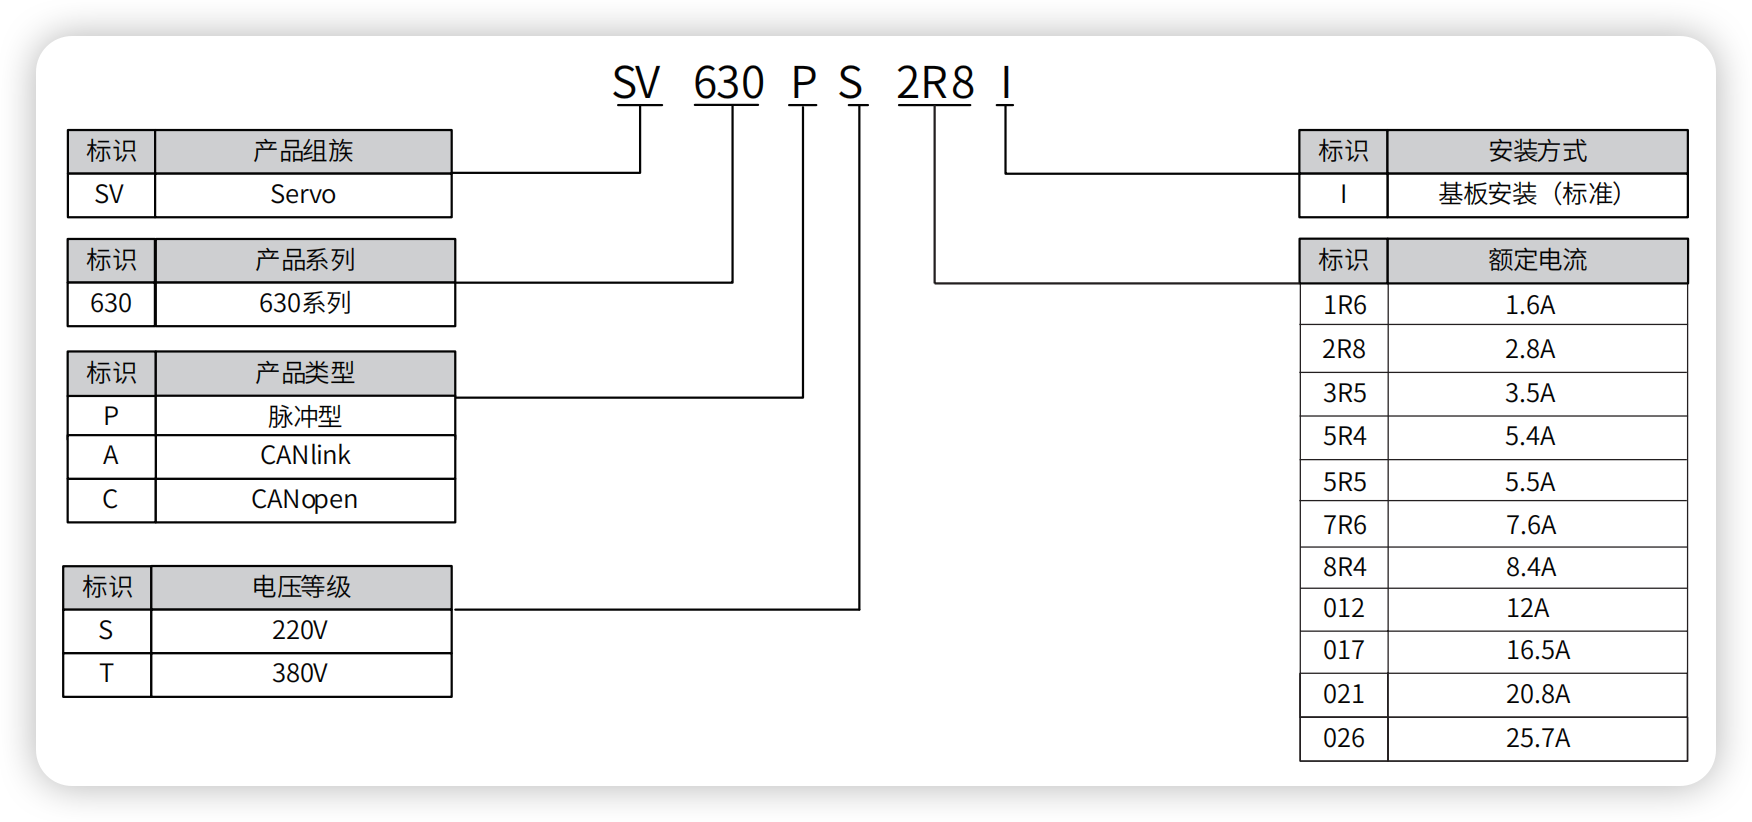 SV 630 P S 2R8 I
标识 产品组族
SV Servo
标识 产品系列
630 630系列
标识 产品类型
P 脉冲型
A CANlink
C CANopen
标识 电压等级
S 220V
T 380V
标识 安装方式
I 基板安装（标准）
标识 额定电流
1R6 1.6A
2R8 2.8A
3R5 3.5A
5R4 5.4A
5R5 5.5A
7R6 7.6A
8R4 8.4A
012 12A
017 16.5A
021 20.8A
026 25.7A